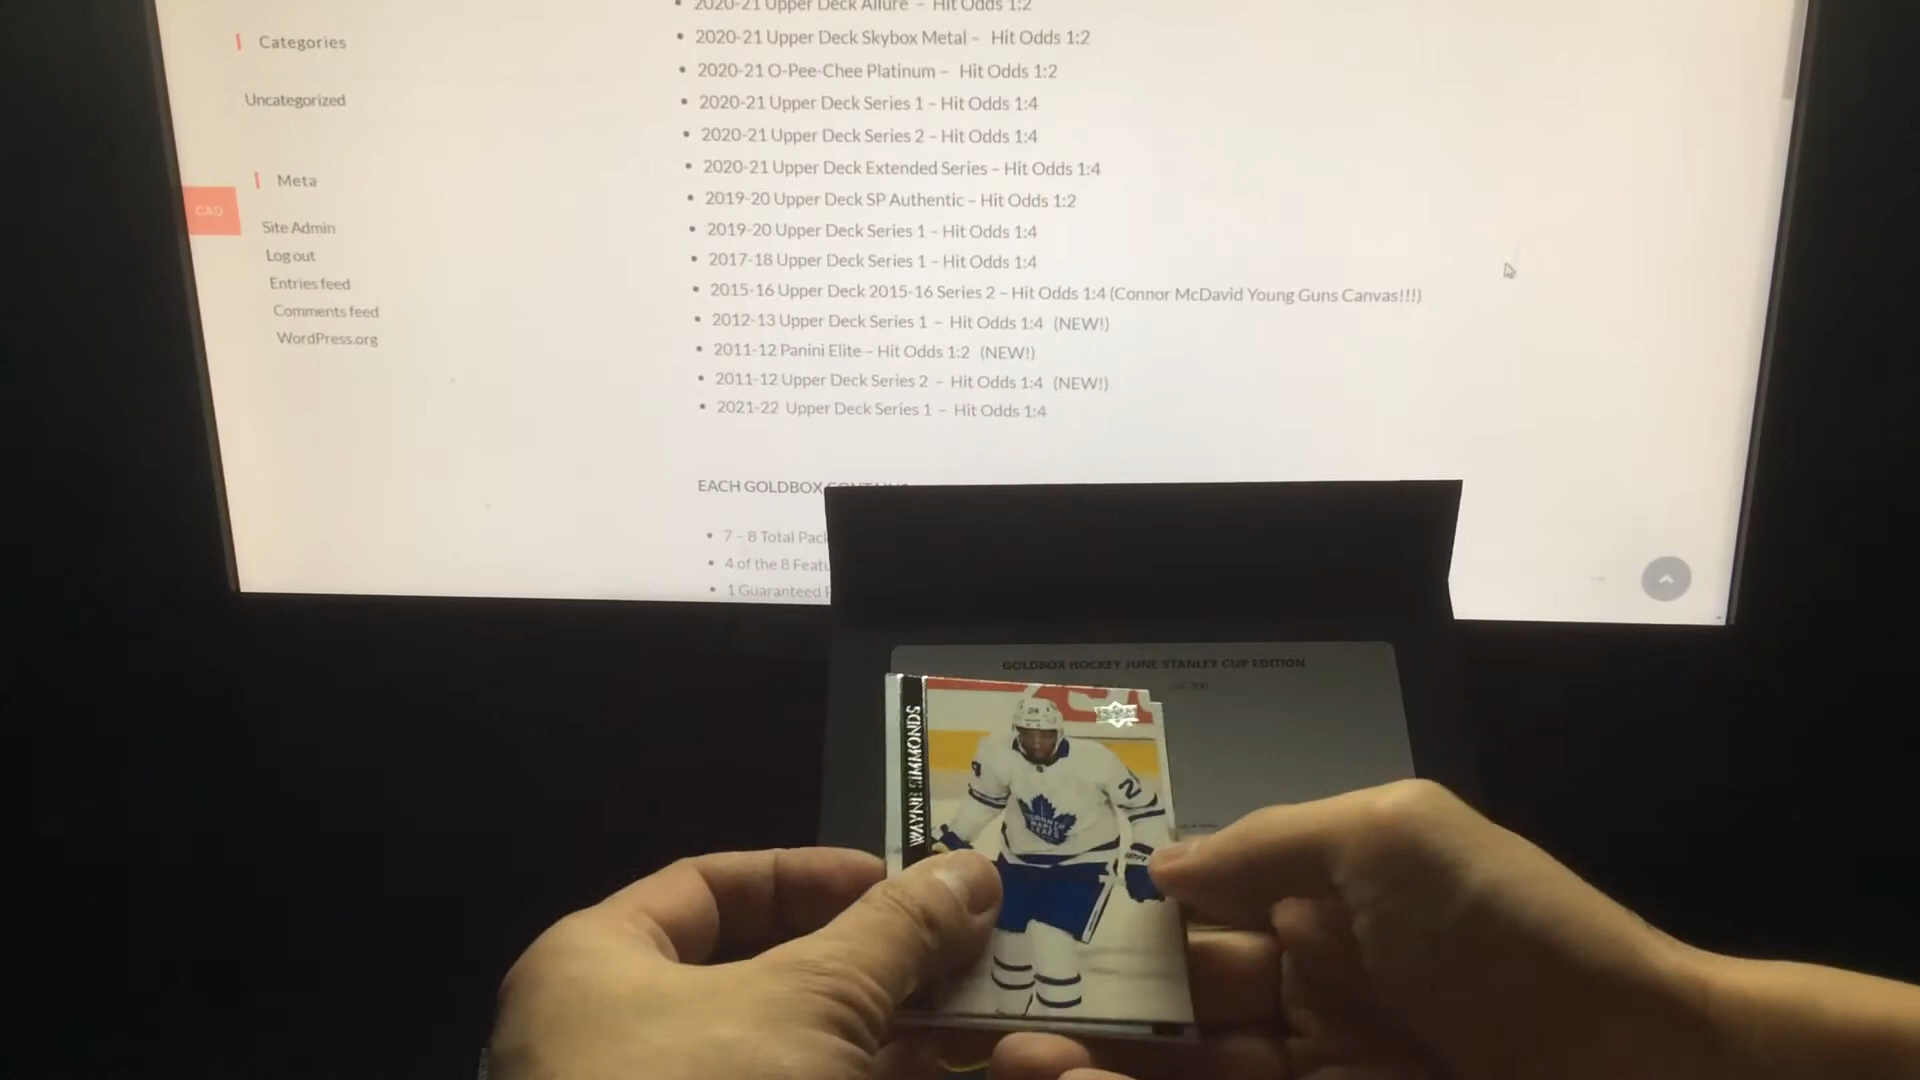 2020-21 Upper Deck Allure – Hit Odds 1:2
Categories
2020-21 Upper Deck Skybox Metal – Hit Odds 1:2
2020-21 O-Pee-Chee Platinum – Hit Odds 1:2
Uncategorized
2020-21 Upper Deck Series 1 – Hit Odds 1:4
2020-21 Upper Deck Series 2 – Hit Odds 1:4
2020-21 Upper Deck Extended Series – Hit Odds 1:4
Meta
CAD
2019-20 Upper Deck SP Authentic – Hit Odds 1:2
Site Admin
2019-20 Upper Deck Series 1 – Hit Odds 1:4
Log out
2017-18 Upper Deck Series 1 – Hit Odds 1:4
Entries feed
2015-16 Upper Deck 2015-16 Series 2 – Hit Odds 1:4 (Connor McDavid Young Guns Canvas!!!)
Comments feed
2012-13 Upper Deck Series 1 – Hit Odds 1:4 (NEW!)
WordPress.org
2011-12 Panini Elite – Hit Odds 1:2 (NEW!)
2011-12 Upper Deck Series 2 – Hit Odds 1:4 (NEW!)
2021-22 Upper Deck Series 1 – Hit Odds 1:4
EACH GOLDBOX CONTAINS
7 – 8 Total Pack
4 of the 8 Featu
1 Guaranteed
GOLDBOX HOCKEY JUNE STANLEY CUP EDITION
WAYNE SIMMONDS
24
TORONTO
MAPLE
LEAFS